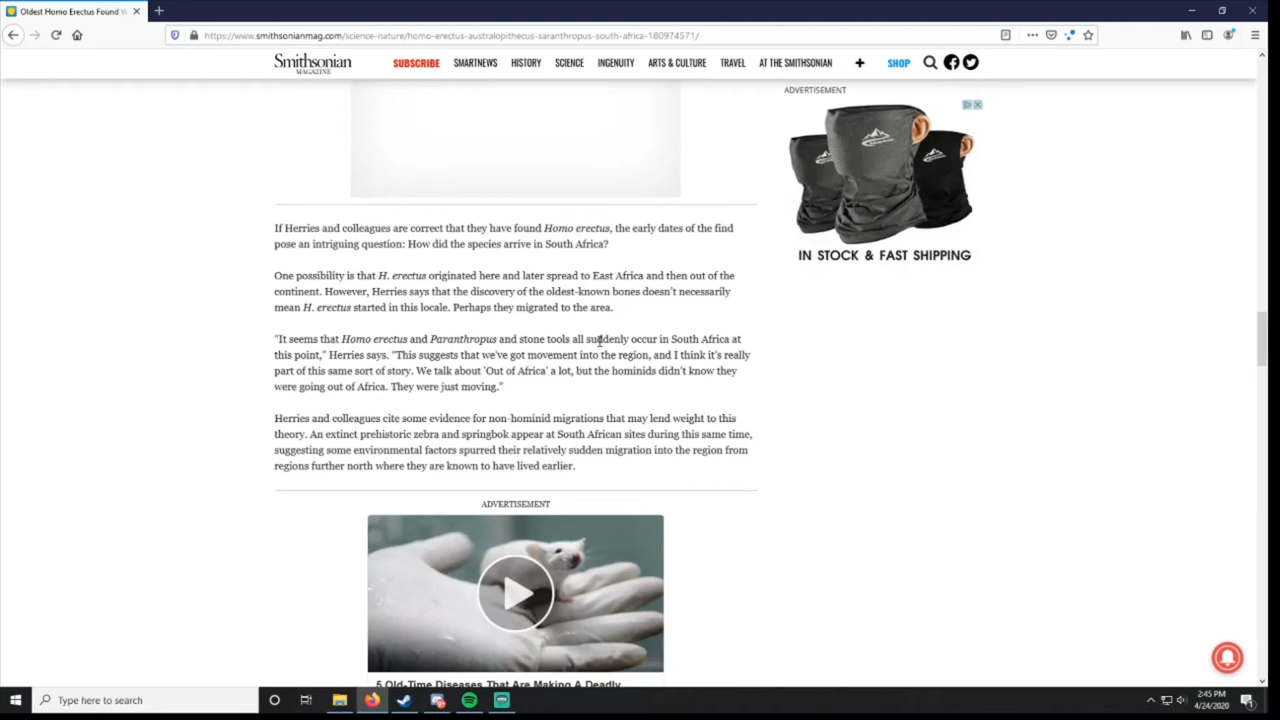 Oldest Homo Erectus Found
https://www.smithsonianmag.com/science-nature/homo-erectus-australopithecus-saranthropus-south-africa-180974571/
Smithsonian
MAGAZINE
SUBSCRIBE SMARTNEWS HISTORY SCIENCE INGENUITY ARTS & CULTURE TRAVEL AT THE SMITHSONIAN SHOP
ADVERTISEMENT
IN STOCK & FAST SHIPPING
If Herries and colleagues are correct that they have found Homo erectus, the early dates of the find
pose an intriguing question: How did the species arrive in South Africa?
One possibility is that H. erectus originated here and later spread to East Africa and then out of the
continent. However, Herries says that the discovery of the oldest-known bones doesn't necessarily
mean H. erectus started in this locale. Perhaps they migrated to the area.
"It seems that Homo erectus and Paranthropus and stone tools all suddenly occur in South Africa at
this point," Herries says. "This suggests that we've got movement into the region, and I think it's really
part of this same sort of story. We talk about 'Out of Africa' a lot, but the hominids didn't know they
were going out of Africa. They were just moving."
Herries and colleagues cite some evidence for non-hominid migrations that may lend weight to this
theory. An extinct prehistoric zebra and springbok appear at South African sites during this same time,
suggesting some environmental factors spurred their relatively sudden migration into the region from
regions further north where they are known to have lived earlier.
ADVERTISEMENT
5 Old-Time Diseases That Are Making A Deadly
Type here to search
2:45 PM
4/24/2020